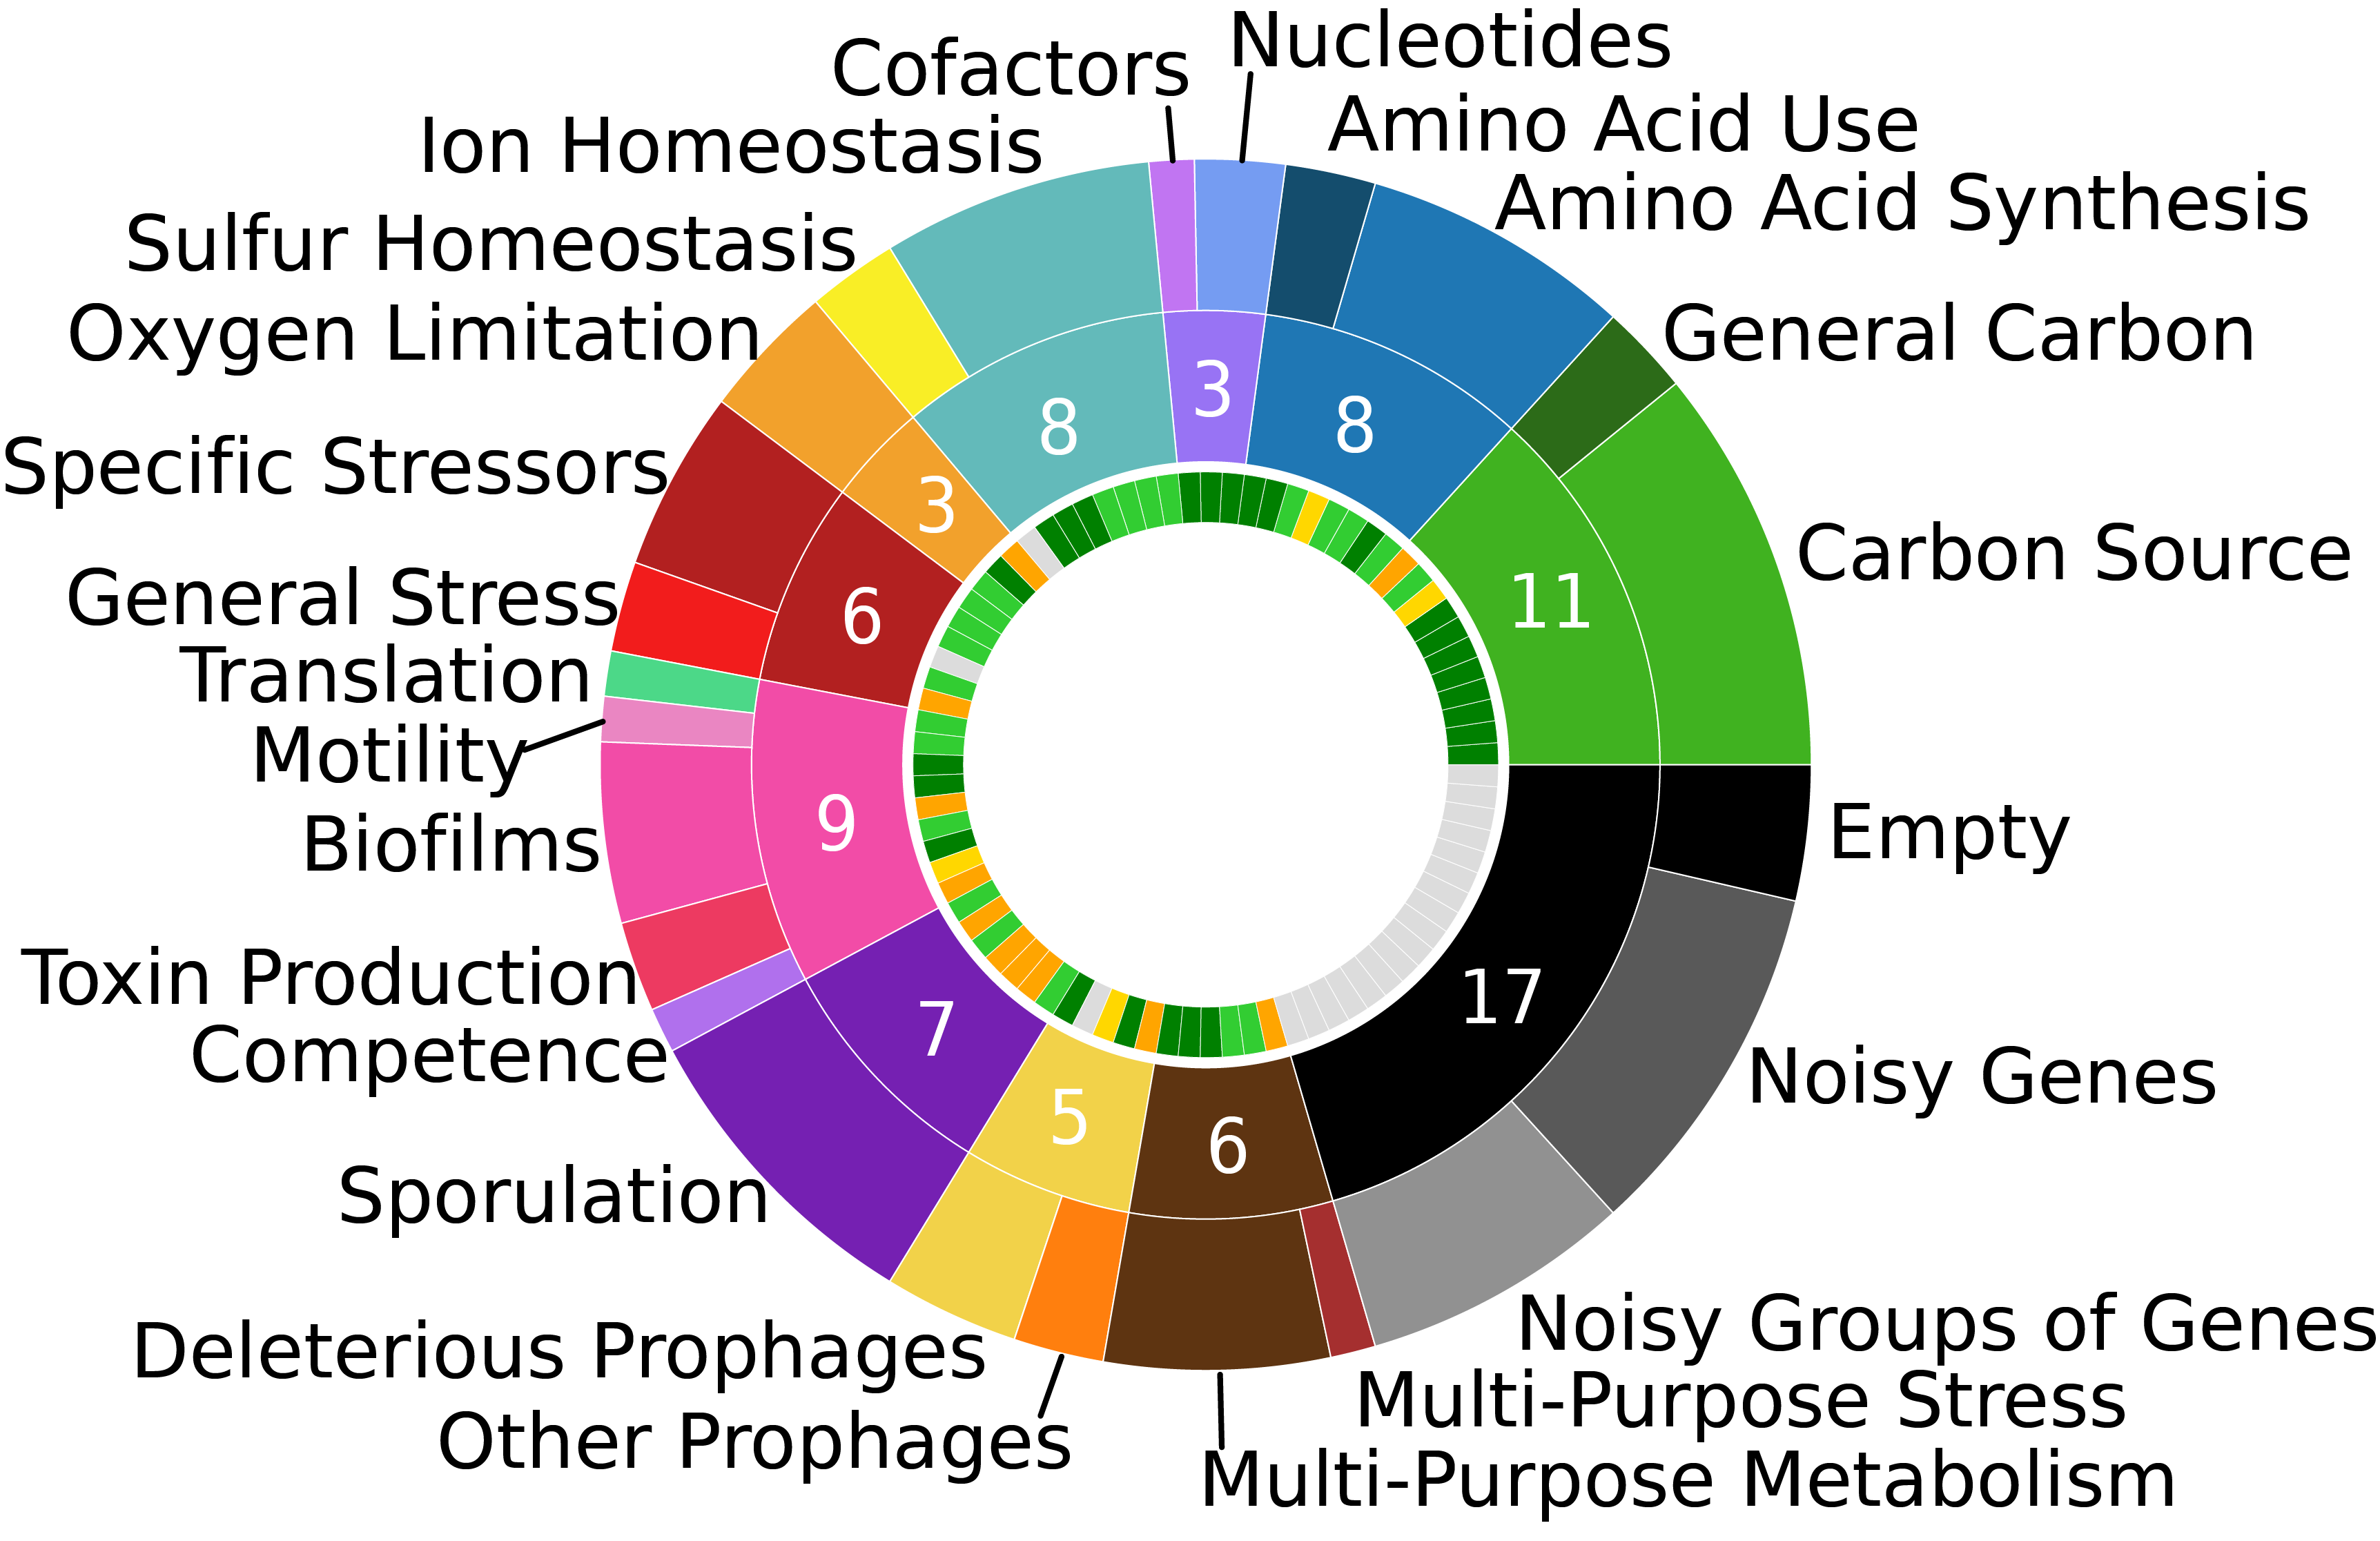 Nucleotides
Cofactors
Amino Acid Use
Ion Homeostasis
Amino Acid Synthesis
Sulfur Homeostasis
Oxygen Limitation
General Carbon
3
8
8
Specific Stressors
3
Carbon Source
General Stress
6
11
Translation
Motility
9
Empty
Biofilms
Toxin Production
17
7
Competence
Noisy Genes
5
6
Sporulation
Deleterious Prophages
Noisy Groups of Genes
Multi-Purpose Stress
Other Prophages
Multi-Purpose Metabolism